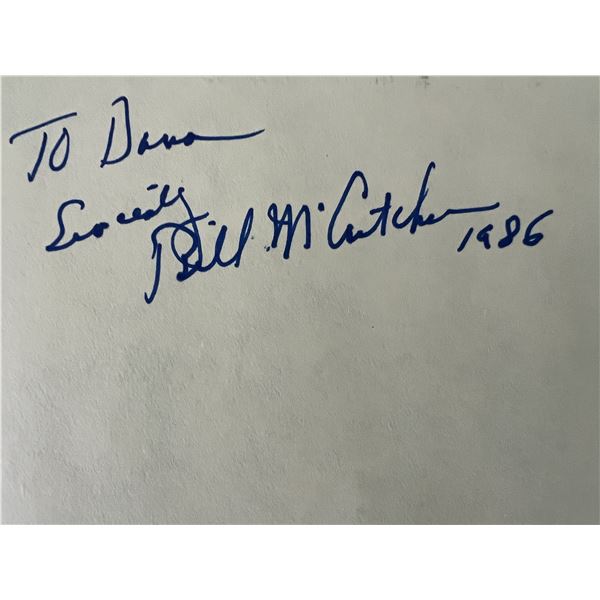 To Dana
Sincerely
Bill McCutcheon 1986